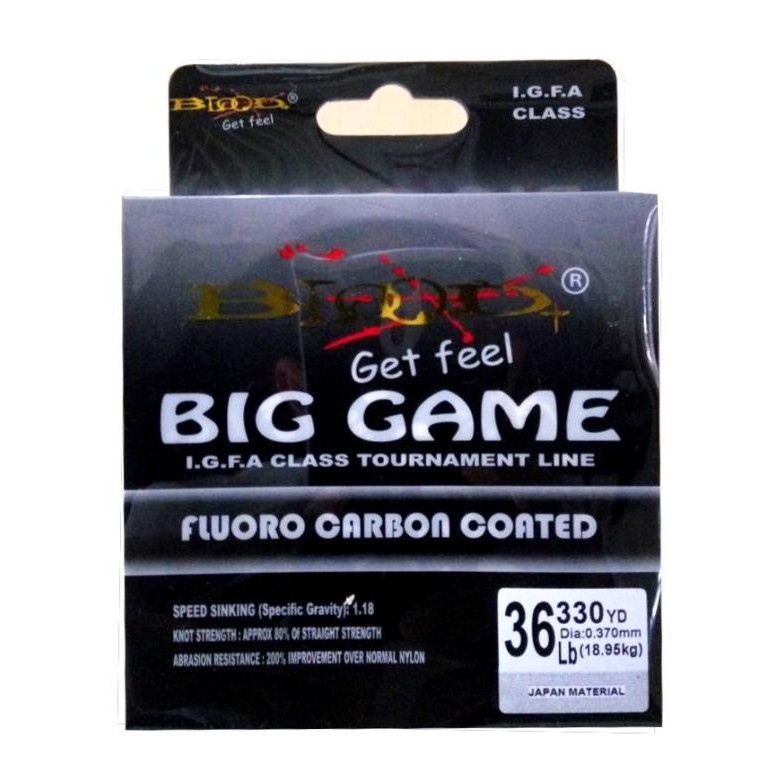 BLOOD®
Get feel
I.G.F.A
CLASS
BLOOD®
Get feel
BIG GAME
I.G.F.A CLASS TOURNAMENT LINE
FLUORO CARBON COATED
SPEED SINKING (Specific Gravity): 1.18
KNOT STRENGTH : APPROX 80% OF STRAIGHT STRENGTH
ABRASION RESISTANCE : 200% IMPROVEMENT OVER NORMAL NYLON
36 Lb
330 YD
Dia:0.370mm
(18.95kg)
JAPAN MATERIAL